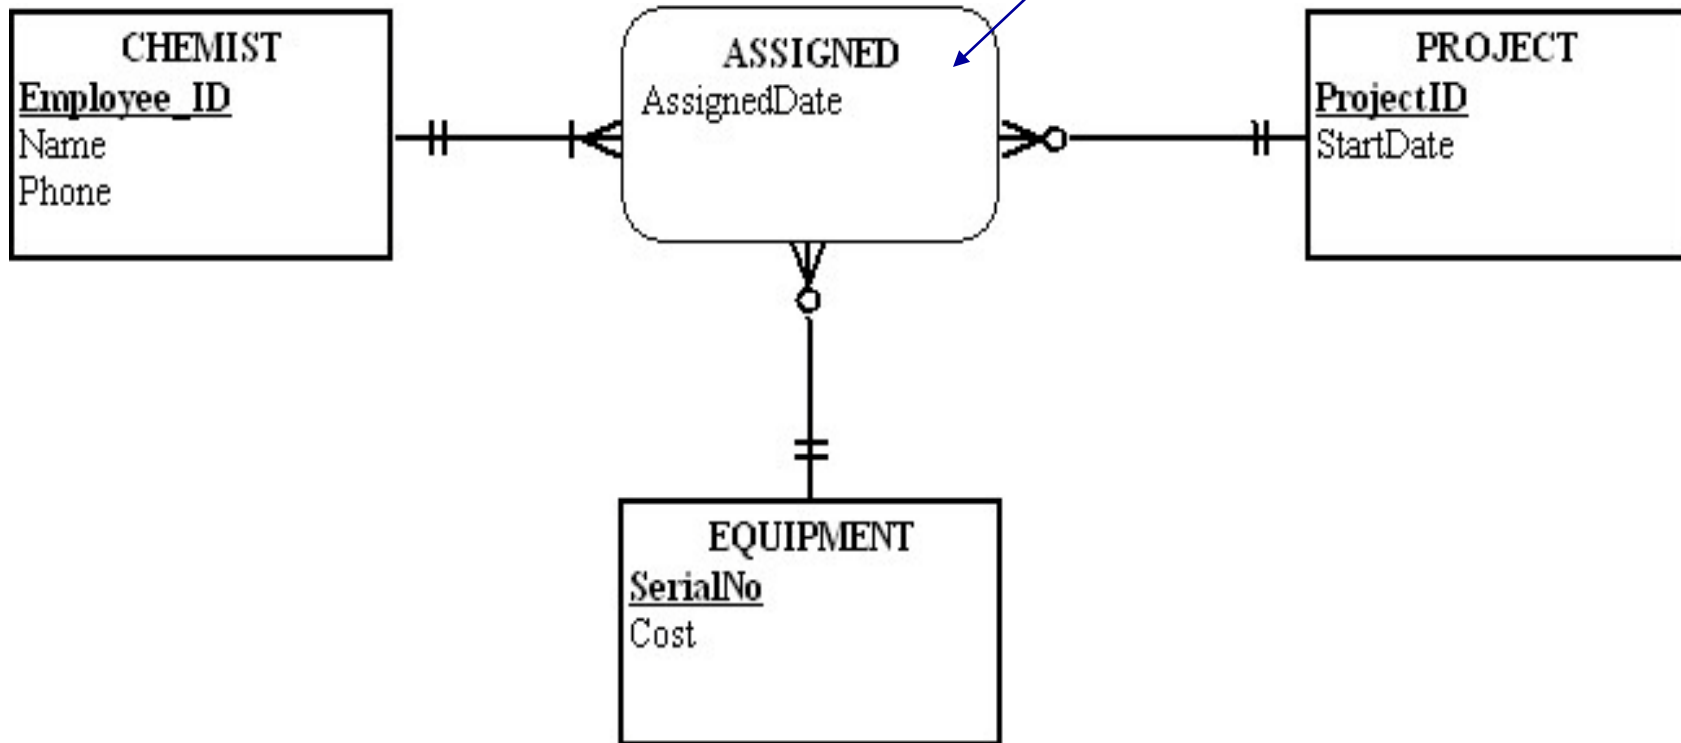 CHEMIST
Employee_ID
Name
Phone
ASSIGNED
AssignedDate
PROJECT
ProjectID
StartDate
EQUIPMENT
SerialNo
Cost